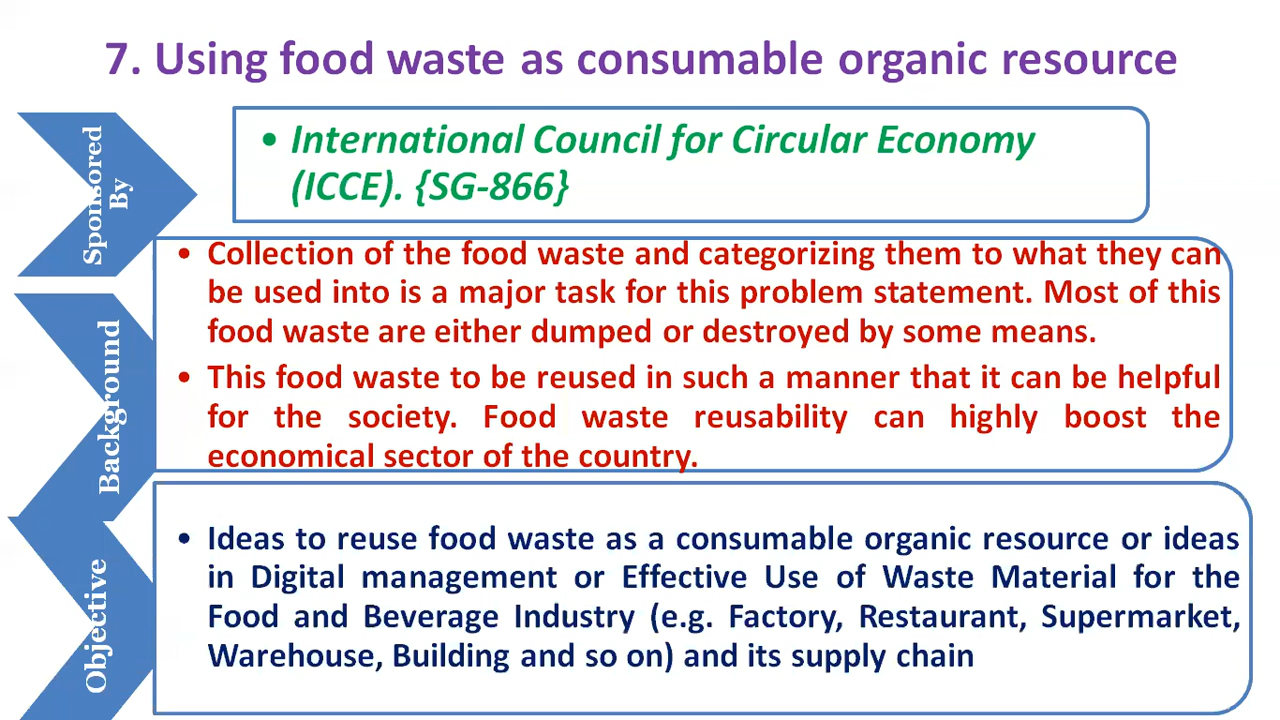 7. Using food waste as consumable organic resource
Sponsored
By
• International Council for Circular Economy
(ICCE). {SG-866}
Background
• Collection of the food waste and categorizing them to what they can
be used into is a major task for this problem statement. Most of this
food waste are either dumped or destroyed by some means.
• This food waste to be reused in such a manner that it can be helpful
for the society. Food waste reusability can highly boost the
economical sector of the country.
Objective
• Ideas to reuse food waste as a consumable organic resource or ideas
in Digital management or Effective Use of Waste Material for the
Food and Beverage Industry (e.g. Factory, Restaurant, Supermarket,
Warehouse, Building and so on) and its supply chain